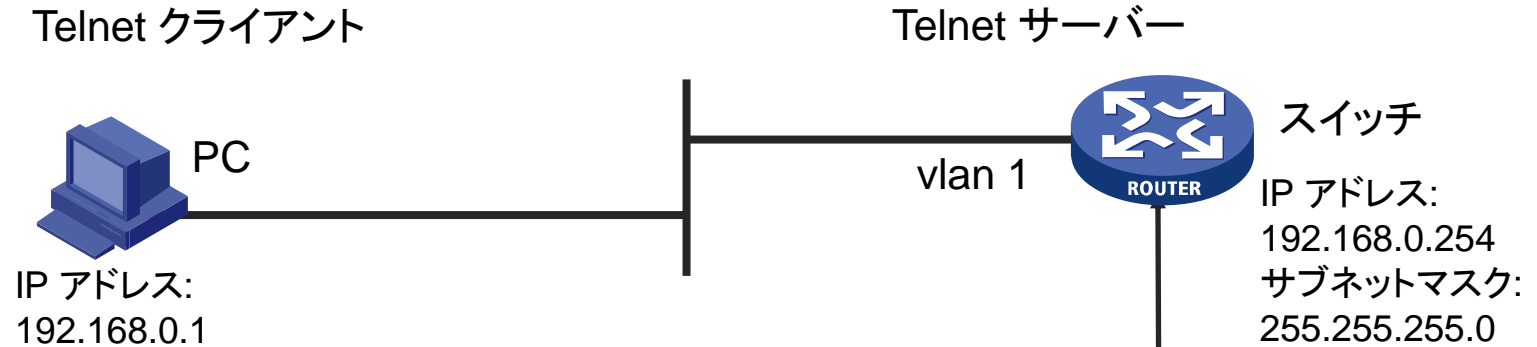 Telnet クライアント
Telnet サーバー
PC
スイッチ
vlan 1
ROUTER
IP アドレス:
192.168.0.254
サブネットマスク:
255.255.255.0
IP アドレス:
192.168.0.1